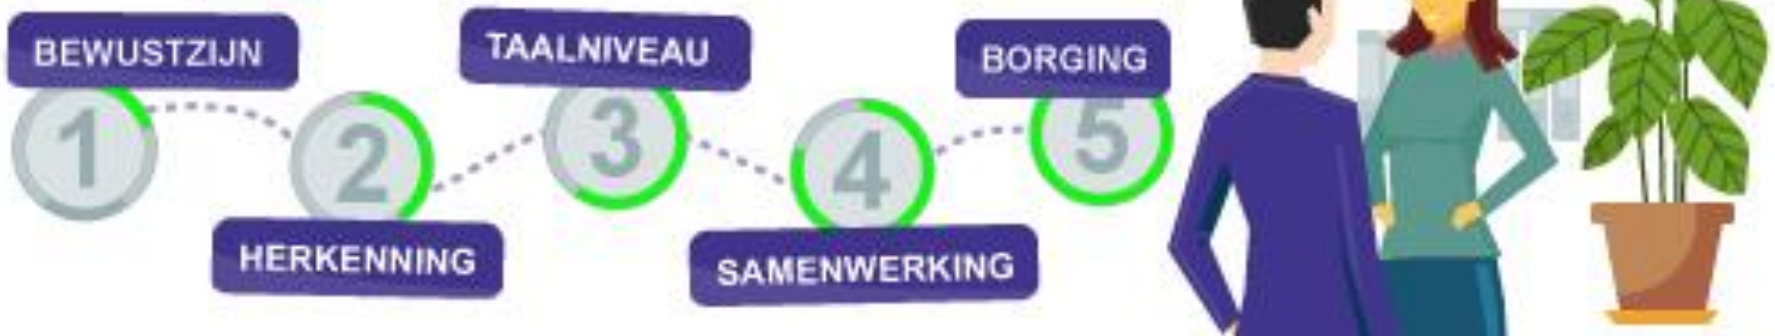 BEWUSTZIJN
1
2
HERKENNING
TAALNIVEAU
3
4
SAMENWERKING
BORGING
5